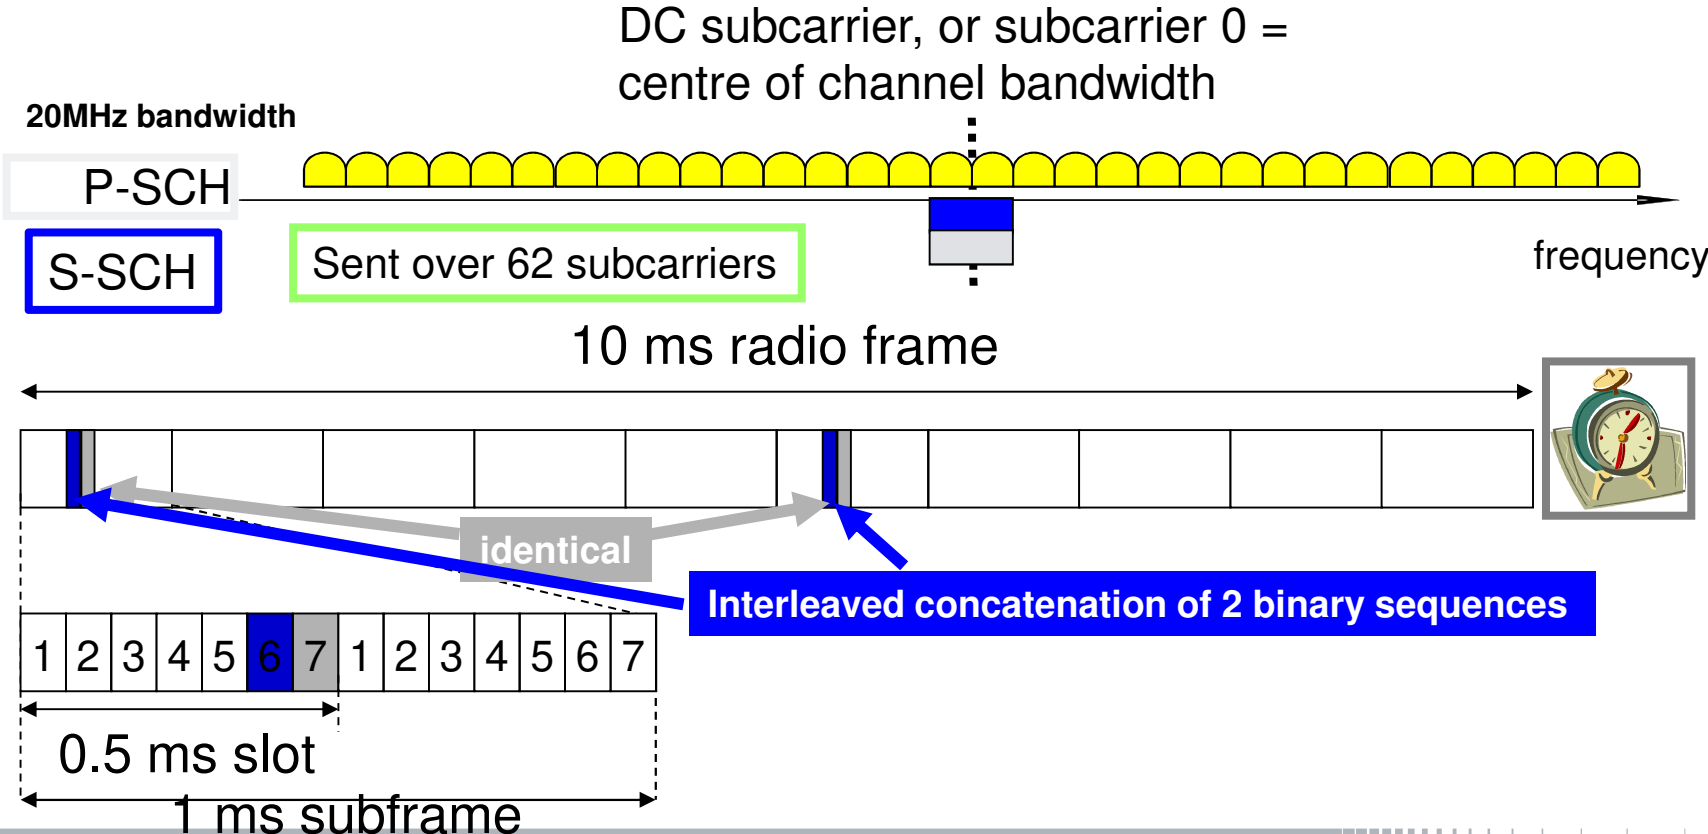 DC subcarrier, or subcarrier 0 =
centre of channel bandwidth
20MHz bandwidth
P-SCH
S-SCH
Sent over 62 subcarriers
frequency
10 ms radio frame
identical
Interleaved concatenation of 2 binary sequences
1 2 3 4 5 6 7 1 2 3 4 5 6 7
0.5 ms slot
1 ms subframe